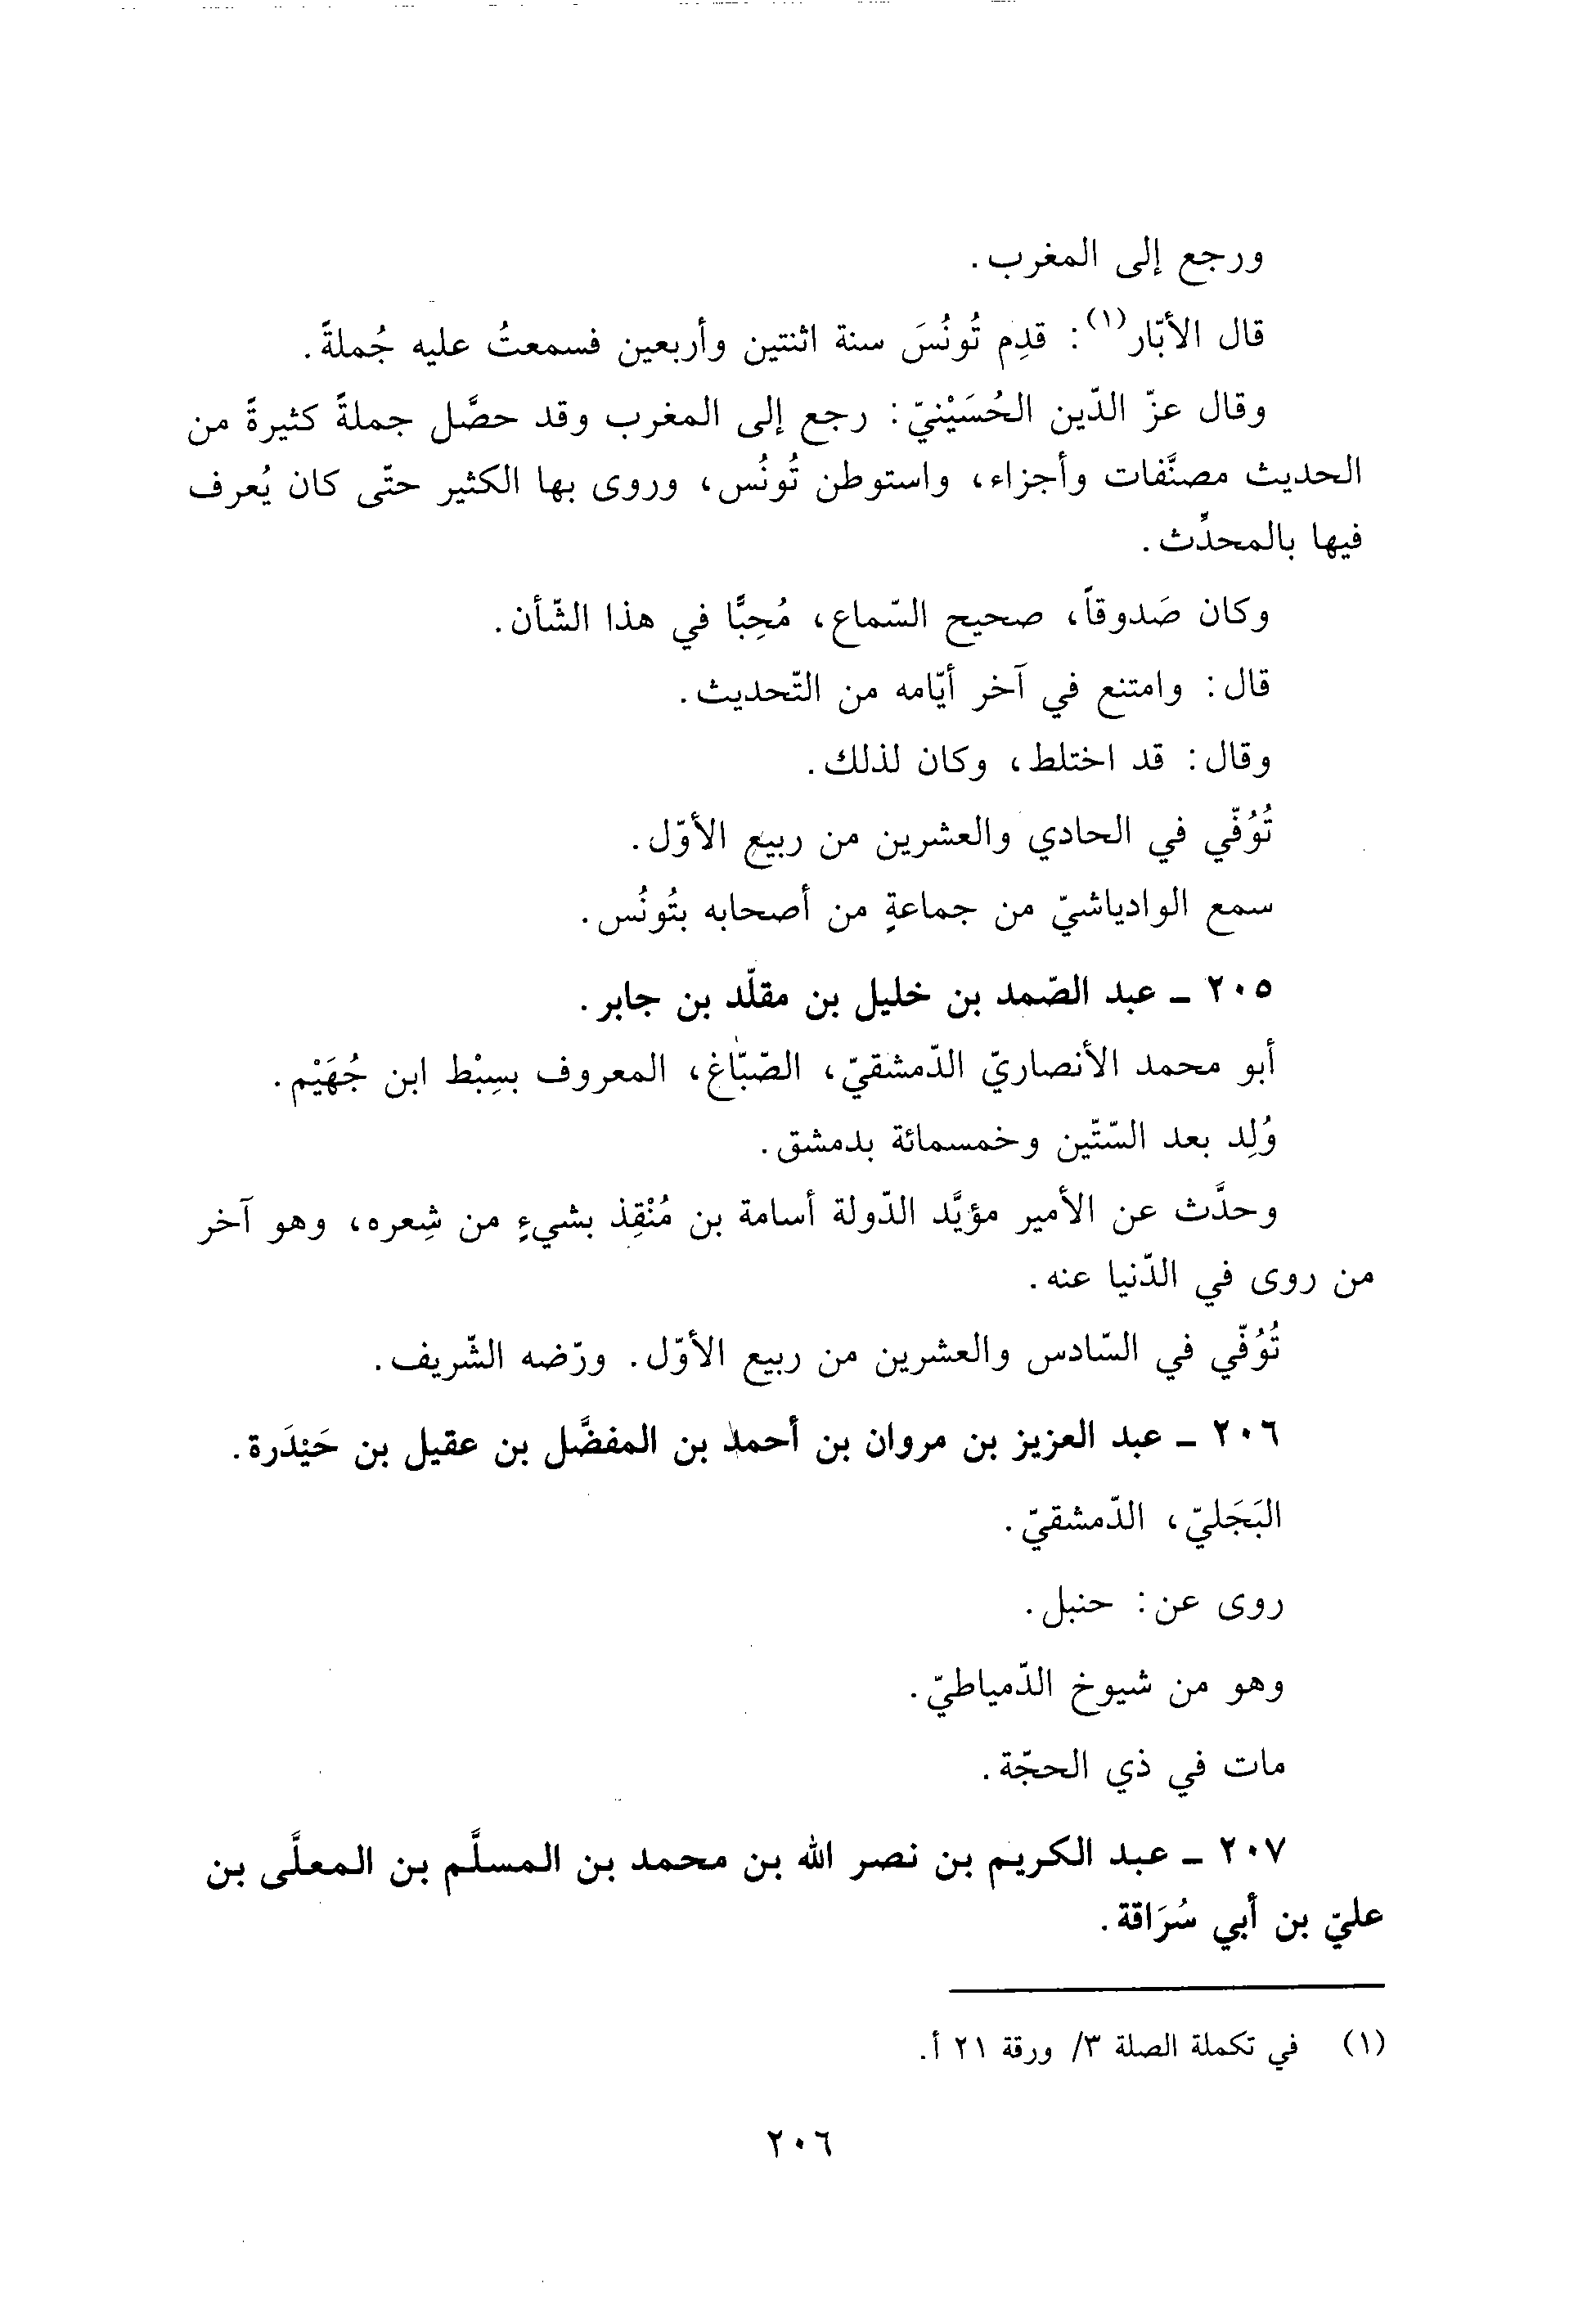 ورجع إلى المغرب.
قال الأبّار(١): قدِم تُونُسَ سنة اثنتين وأربعين فسمعتُ عليه جُملةً.
وقال عزّ الدّين الحُسَيْنيّ: رجع إلى المغرب وقد حصَّل جملةً كثيرةً من
الحديث مصنَّفات وأجزاء، واستوطن تُونُس، وروى بها الكثير حتّى كان يُعرف
فيها بالمحدِّث.
وكان صَدوقاً، صحيح السّماع، مُحِبًّا في هذا الشّأن.
قال: وامتنع في آخر أيّامه من التّحديث.
وقال: قد اختلط، وكان لذلك.
تُوُفّي في الحادي والعشرين من ربيع الأوّل.
سمع الوادياشيّ من جماعةٍ من أصحابه بتُونُس.
٢٠٥ ـ عبد الصّمد بن خليل بن مقلّد بن جابر.
أبو محمد الأنصاريّ الدّمشقيّ، الصّبّاغ، المعروف بسِبْط ابن جُهَيْم.
وُلِد بعد السّتّين وخمسمائة بدمشق.
وحدَّث عن الأمير مؤيَّد الدّولة أسامة بن مُنْقِذ بشيءٍ من شِعره، وهو آخر
من روى في الدّنيا عنه.
تُوُفّي في السّادس والعشرين من ربيع الأوّل. ورّضه الشّريف.
٢٠٦ ـ عبد العزيز بن مروان بن أحمد بن المفضَّل بن عقيل بن حَيْدَرة.
البَجَليّ، الدّمشقيّ.
روى عن: حنبل.
وهو من شيوخ الدّمياطيّ.
مات في ذي الحجّة.
٢٠٧ ـ عبد الكريم بن نصر الله بن محمد بن المسلَّم بن المعلَّى بن
عليّ بن أبي سُرَاقة.
(١) في تكملة الصلة ٣/ ورقة ٢١ أ.
٢٠٦